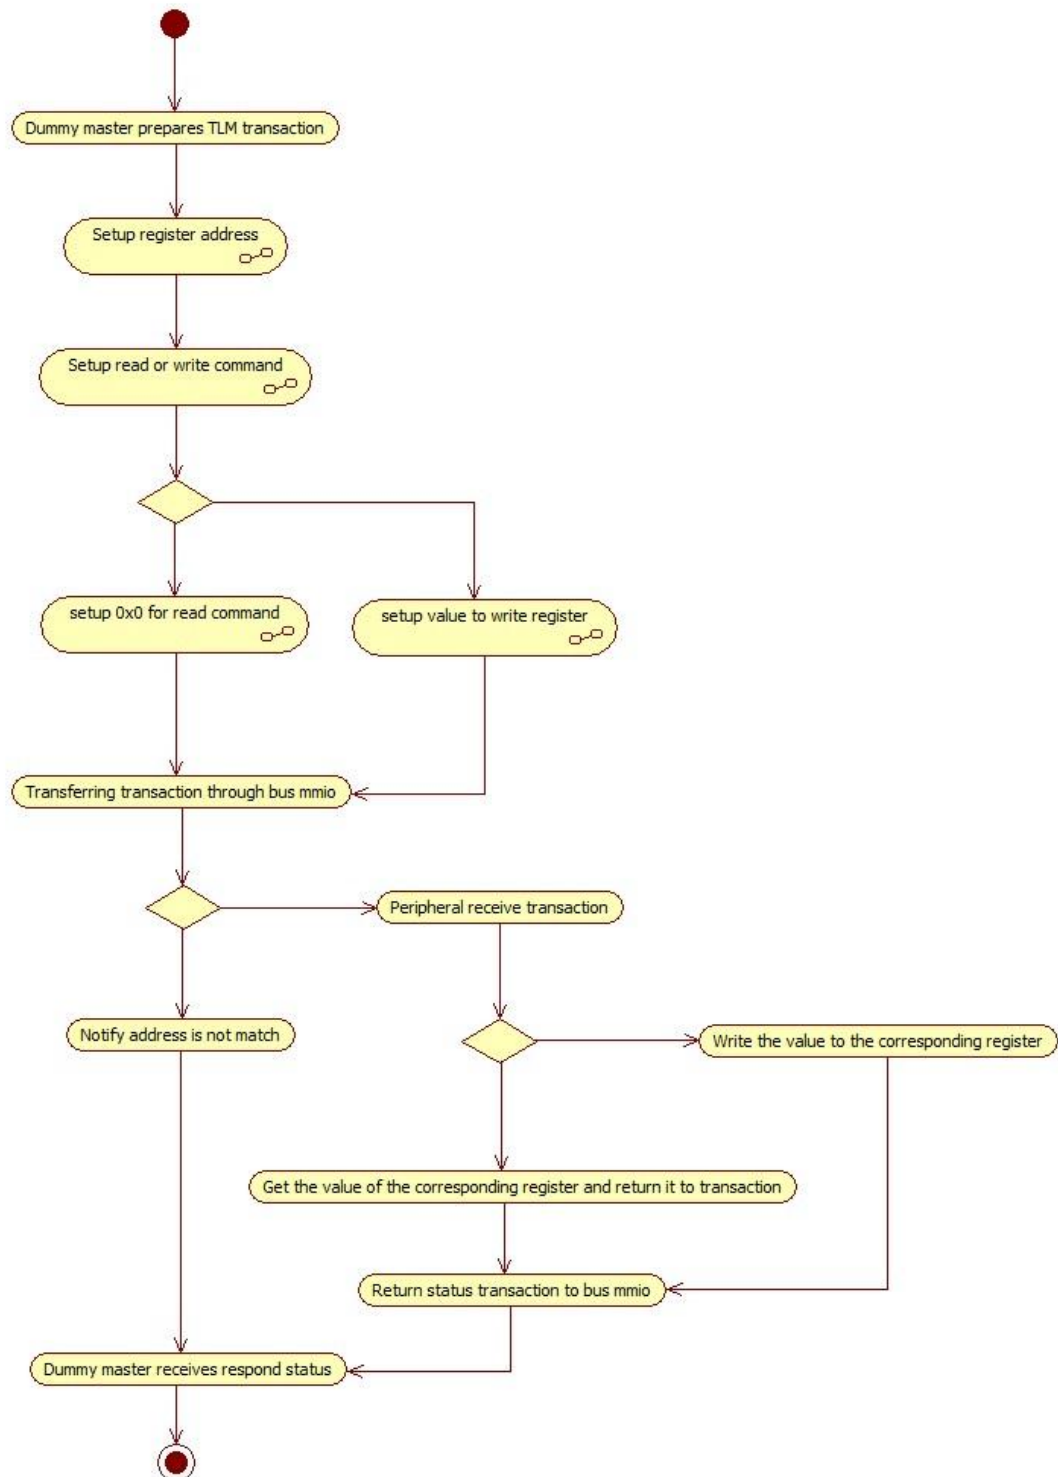 Dummy master prepares TLM transaction
Setup register address
Setup read or write command
setup 0x0 for read command
setup value to write register
Transferring transaction through bus mmio
Peripheral receive transaction
Notify address is not match
Write the value to the corresponding register
Get the value of the corresponding register and return it to transaction
Return status transaction to bus mmio
Dummy master receives respond status